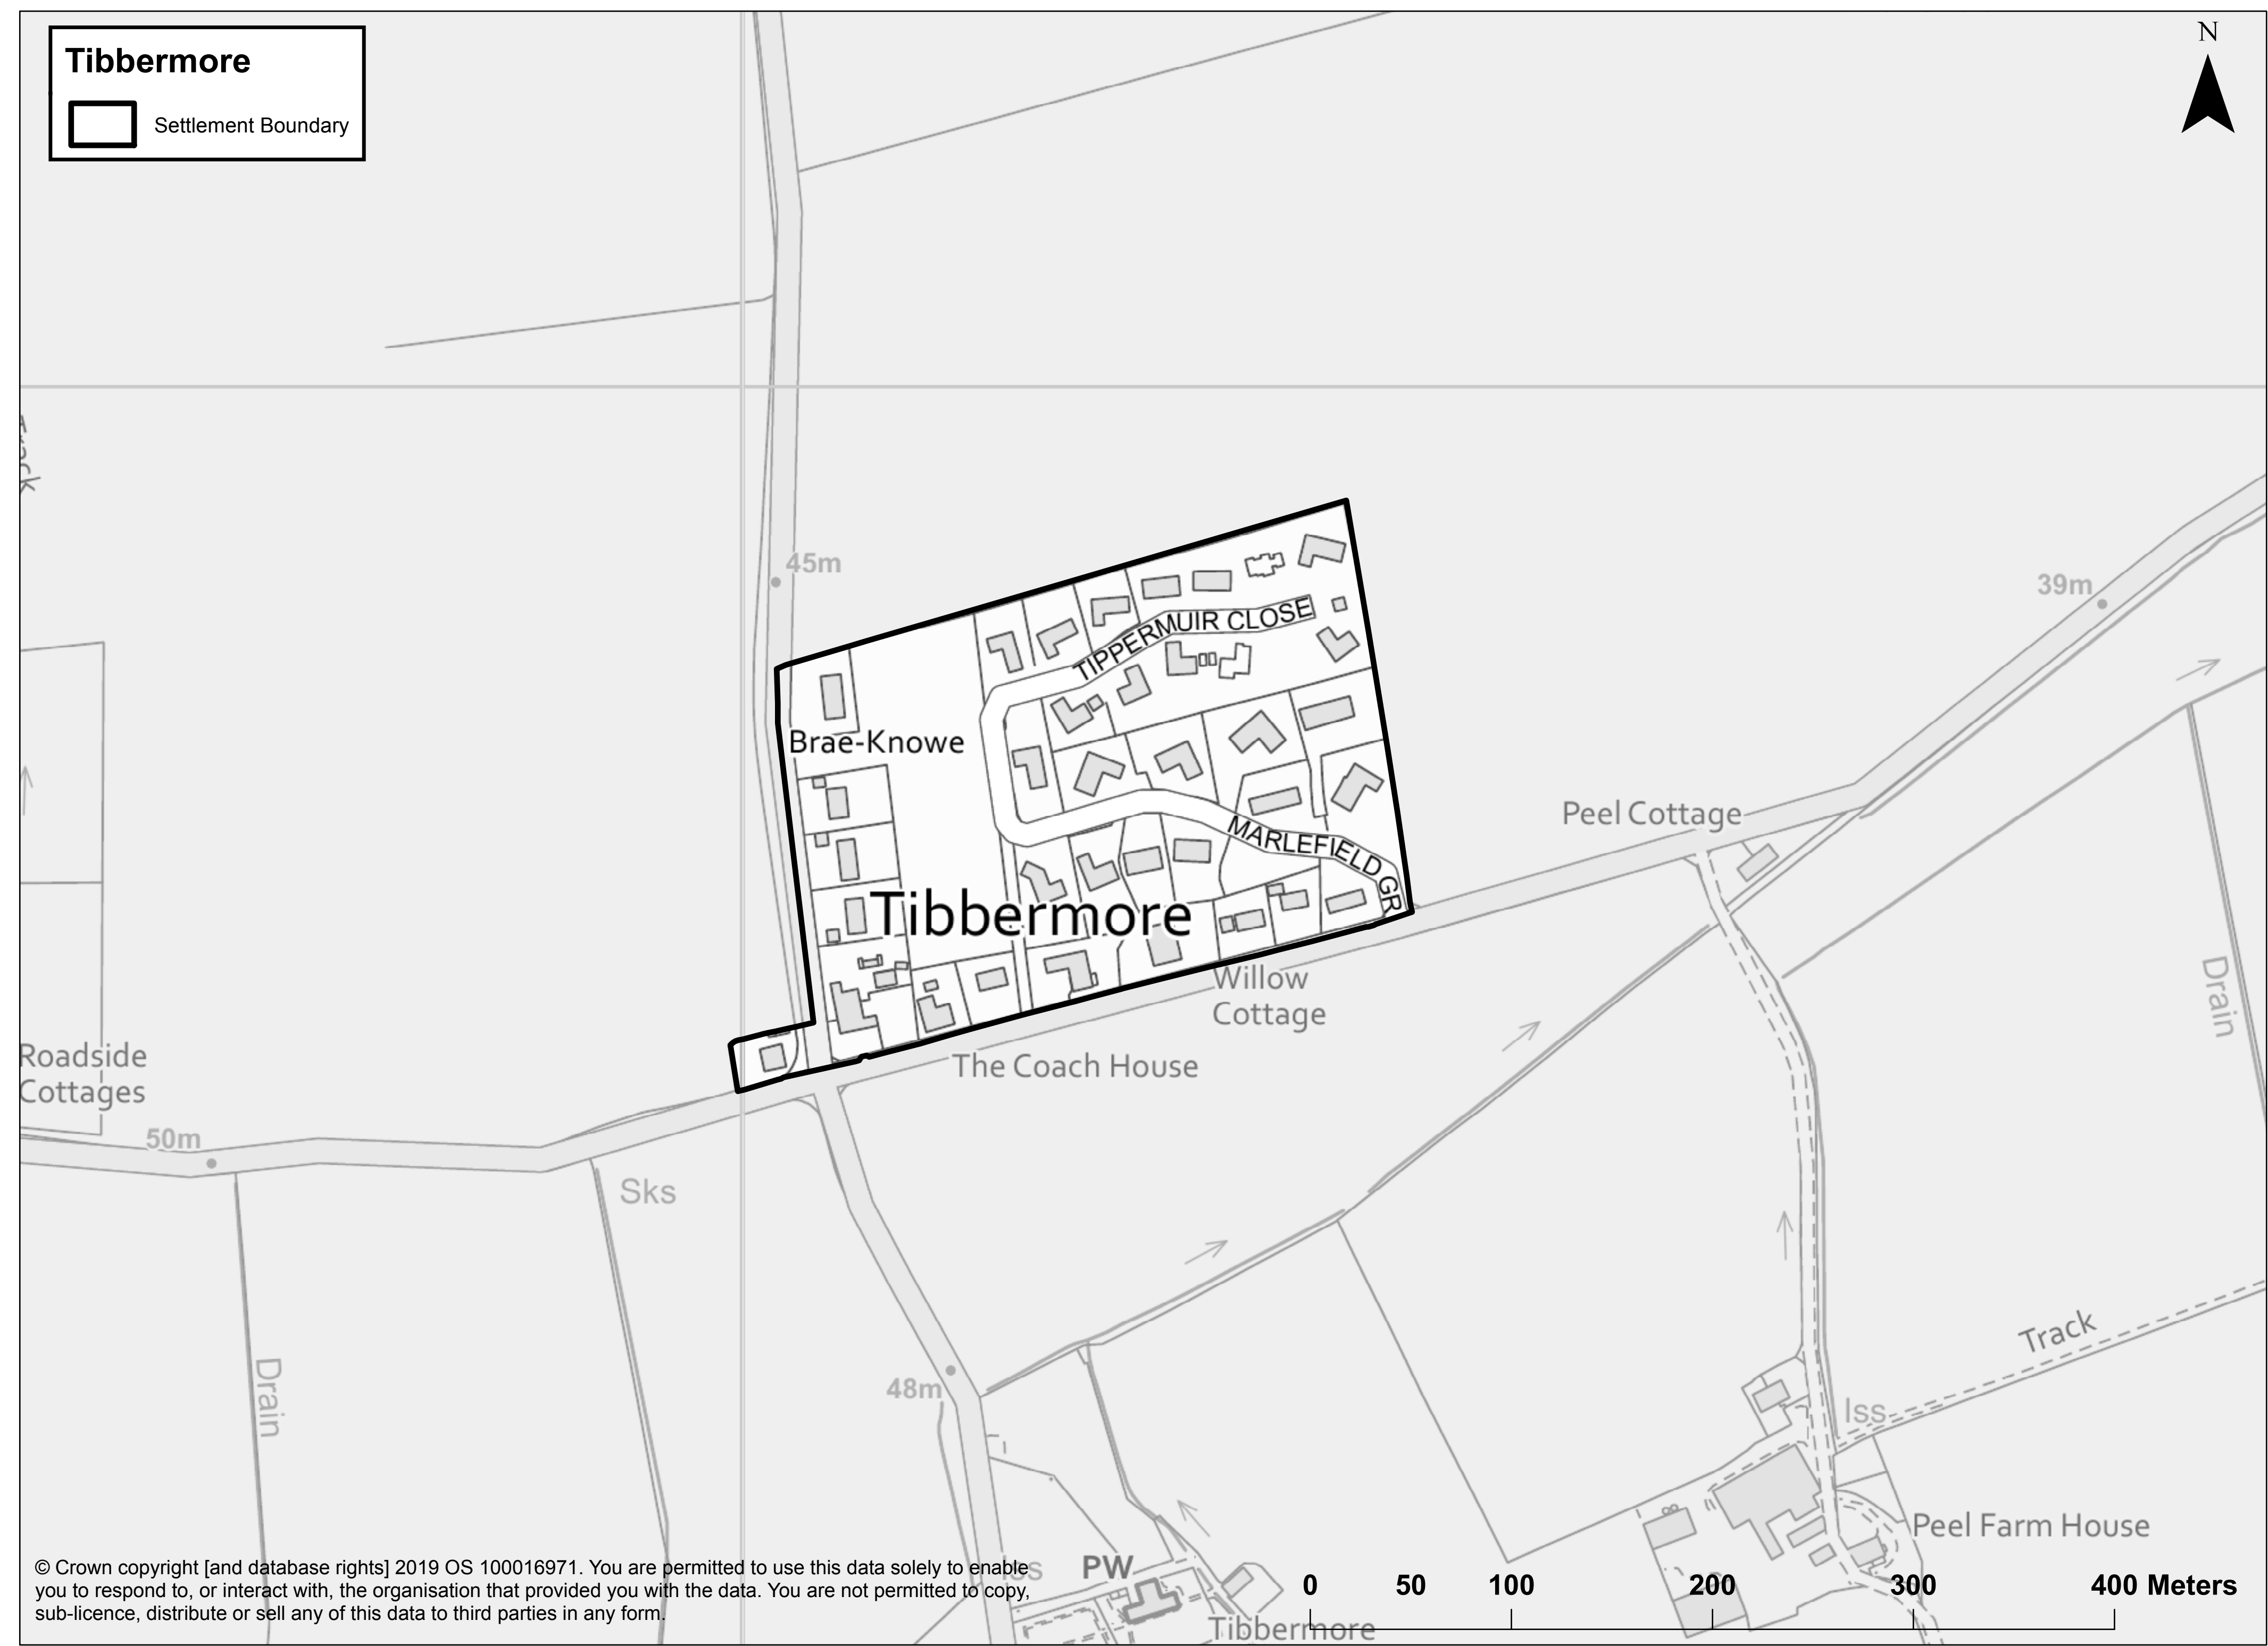 Tibbermore
Settlement Boundary
N
45m
39m
TIPPERMUIR CLOSE
Brae-Knowe
Peel Cottage
MARLEFIELD GR
Tibbermore
Willow
Cottage
Drain
Roadside
Cottages
The Coach House
50m
Sks
Track
Drain
48m
Iss
Peel Farm House
© Crown copyright [and database rights] 2019 OS 100016971. You are permitted to use this data solely to enable
you to respond to, or interact with, the organisation that provided you with the data. You are not permitted to copy,
sub-licence, distribute or sell any of this data to third parties in any form.
PW
0 50 100 200 300 400 Meters
Tibbermore